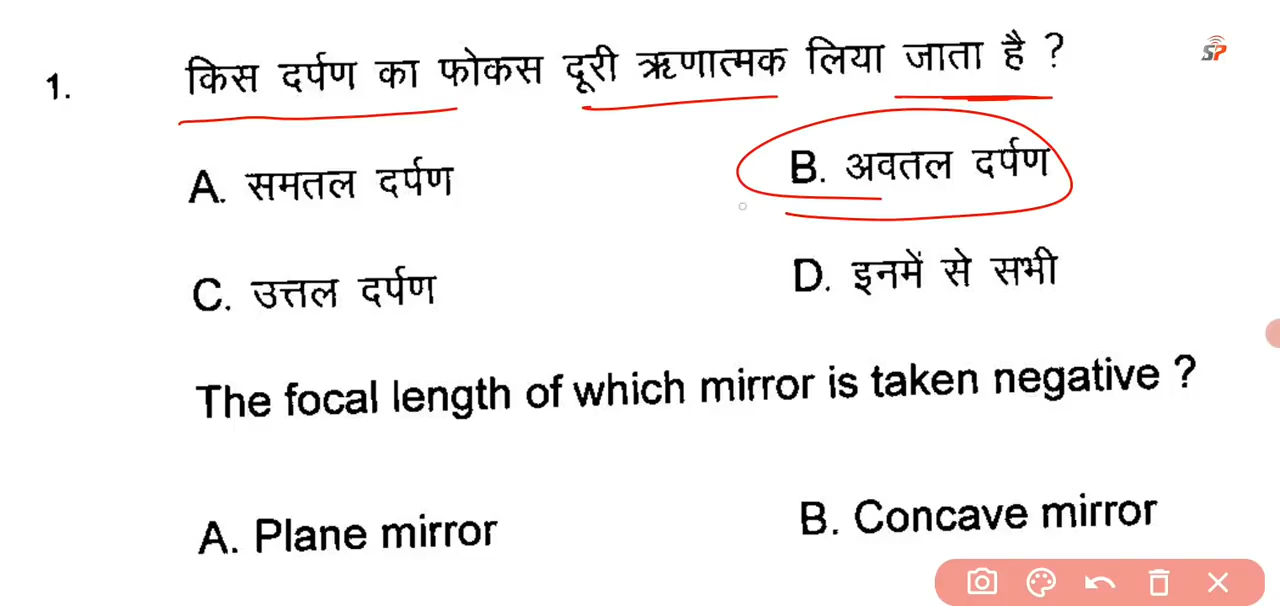 1. किस दर्पण का फोकस दूरी ऋणात्मक लिया जाता है ?
A. समतल दर्पण B. अवतल दर्पण
C. उत्तल दर्पण D. इनमें से सभी
The focal length of which mirror is taken negative ?
A. Plane mirror B. Concave mirror
SP